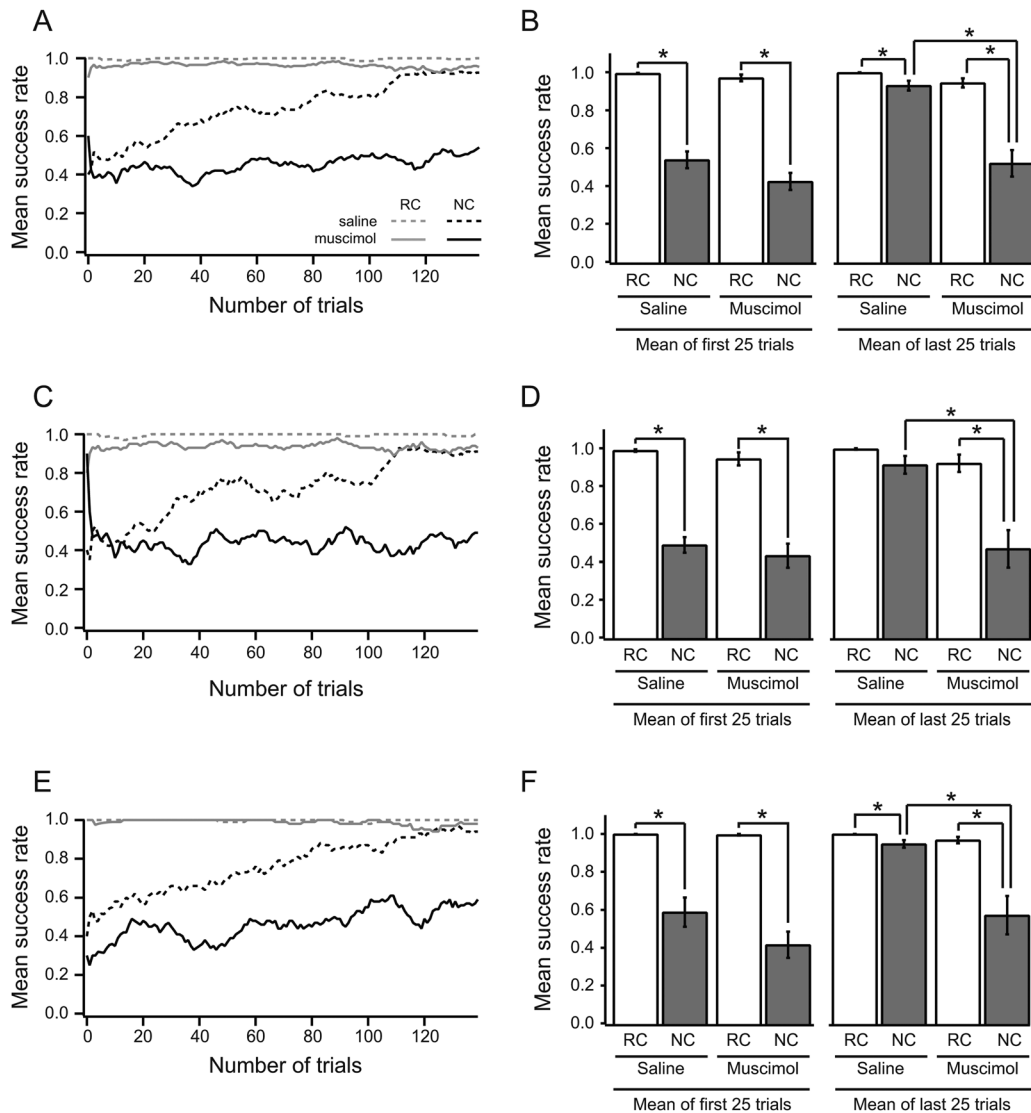 A
Mean success rate
1.0
0.8
0.6
0.4
0.2
0.0
RC NC
saline
muscimol
0 20 40 60 80 100 120
Number of trials
B
Mean success rate
1.0
0.8
0.6
0.4
0.2
0.0
* * * * *
RC NC RC NC RC NC RC NC
Saline Muscimol Saline Muscimol
Mean of first 25 trials Mean of last 25 trials
C
Mean success rate
1.0
0.8
0.6
0.4
0.2
0.0
0 20 40 60 80 100 120
Number of trials
D
Mean success rate
1.0
0.8
0.6
0.4
0.2
0.0
* * * *
RC NC RC NC RC NC RC NC
Saline Muscimol Saline Muscimol
Mean of first 25 trials Mean of last 25 trials
E
Mean success rate
1.0
0.8
0.6
0.4
0.2
0.0
0 20 40 60 80 100 120
Number of trials
F
Mean success rate
1.0
0.8
0.6
0.4
0.2
0.0
* * * * *
RC NC RC NC RC NC RC NC
Saline Muscimol Saline Muscimol
Mean of first 25 trials Mean of last 25 trials